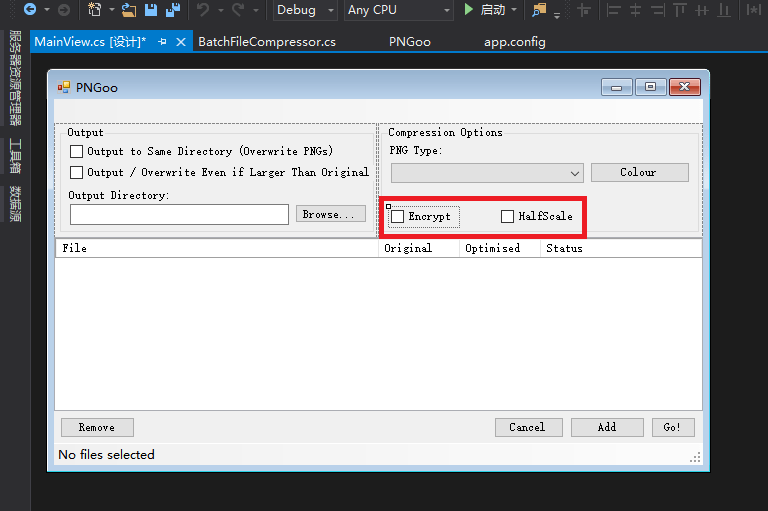 Debug Any CPU 启动
MainView.cs [设计]* BatchFileCompressor.cs PNGoo app.config
服务器资源管理器
工具箱
数据源
PNGoo
Output
Output to Same Directory (Overwrite PNGs)
Output / Overwrite Even if Larger Than Original
Output Directory:
Browse...
Compression Options
PNG Type:
Colour
Encrypt HalfScale
File Original Optimised Status
Remove Cancel Add Go!
No files selected